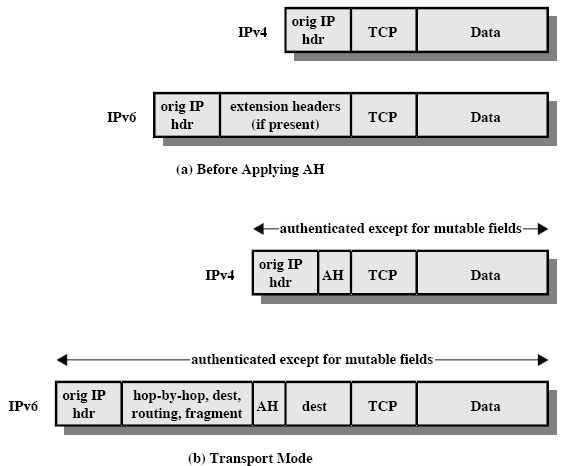 IPv4
orig IP
hdr
TCP
Data
IPv6
orig IP
hdr
extension headers
(if present)
TCP
Data
(a) Before Applying AH
authenticated except for mutable fields
IPv4
orig IP
hdr
AH
TCP
Data
authenticated except for mutable fields
IPv6
orig IP
hdr
hop-by-hop, dest,
routing, fragment
AH
dest
TCP
Data
(b) Transport Mode